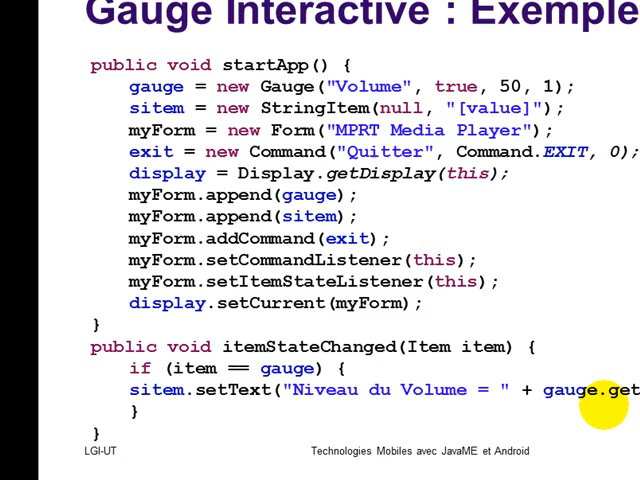 Gauge Interactive : Exemple
public void startApp() {
gauge = new Gauge("Volume", true, 50, 1);
sitem = new StringItem(null, "[value]");
myForm = new Form("MPRT Media Player");
exit = new Command("Quitter", Command.EXIT, 0);
display = Display.getDisplay(this);
myForm.append(gauge);
myForm.append(sitem);
myForm.addCommand(exit);
myForm.setCommandListener(this);
myForm.setItemStateListener(this);
display.setCurrent(myForm);
}
public void itemStateChanged(Item item) {
if (item == gauge) {
sitem.setText("Niveau du Volume = " + gauge.get
}
}
LGI-UT Technologies Mobiles avec JavaME et Android